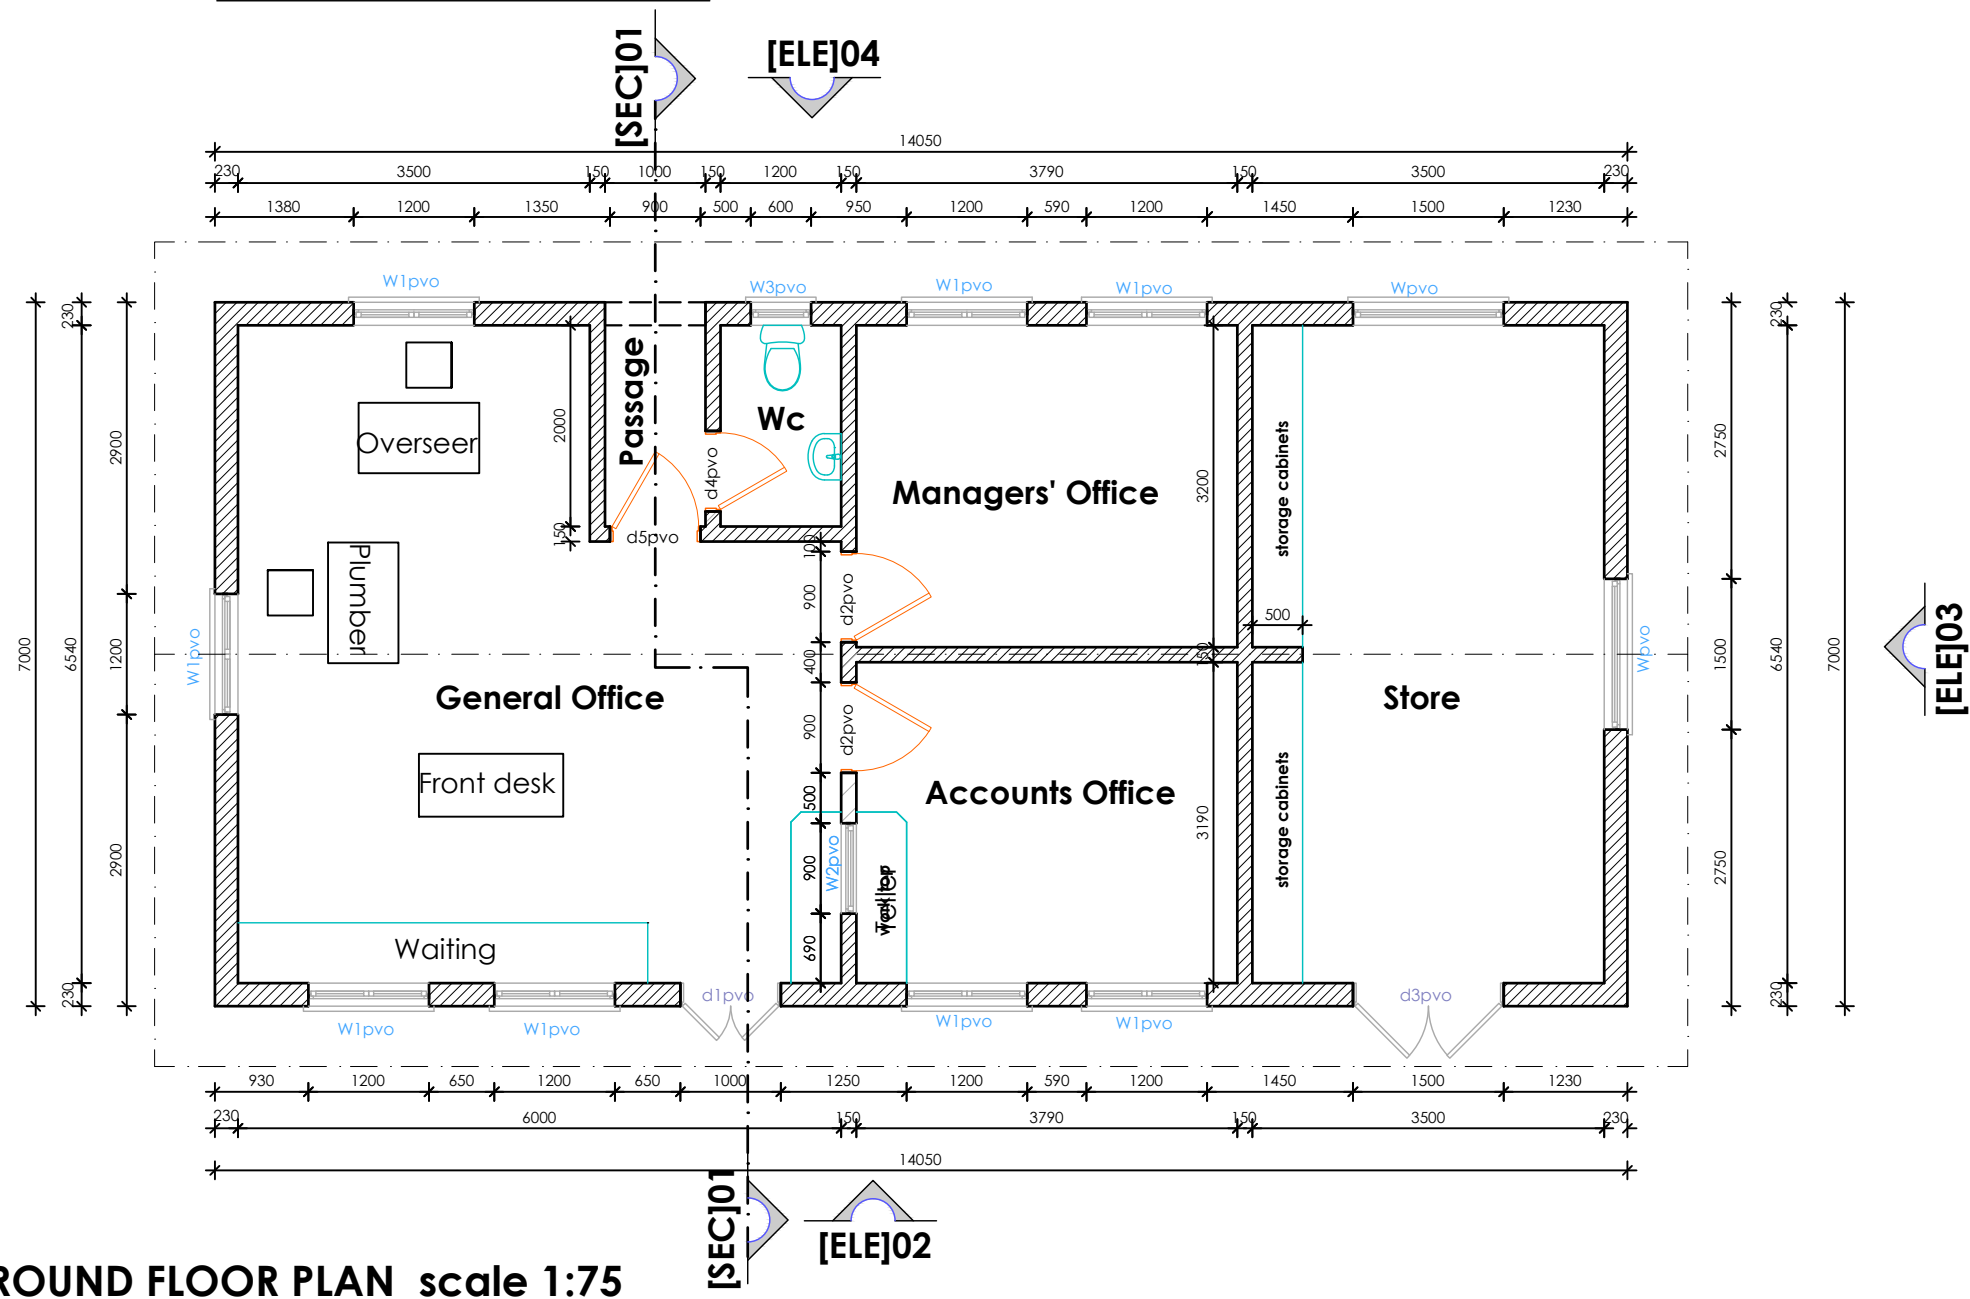 [SEC]01
[ELE]04
14050
230 3500 150 1000 150 1200 150 3790 150 3500 230
1380 1200 1350 900 500 600 950 1200 590 1200 1450 1500 1230
W1pvo W3pvo W1pvo W1pvo Wpvo
7000
6540
230
2900
1200
2900
230
W1pvo
Overseer
Plumber
2000
150
Passage
d5pvo
d4pvo
Wc
General Office
Front desk
Waiting
Managers' Office
3200
150
3190
Accounts Office
100
900
400
900
500
900
690
d2pvo
d2pvo
W2pvo
Teller
Work top
storage cabinets
500
storage cabinets
Store
Wpvo
2750
1500
2750
230
6540
230
7000
[ELE]03
d1pvo
d3pvo
W1pvo W1pvo W1pvo W1pvo
930 1200 650 1200 650 1000 1250 1200 590 1200 1450 1500 1230
230 6000 150 3790 150 3500 230
14050
[SEC]01
[ELE]02
ROUND FLOOR PLAN scale 1:75